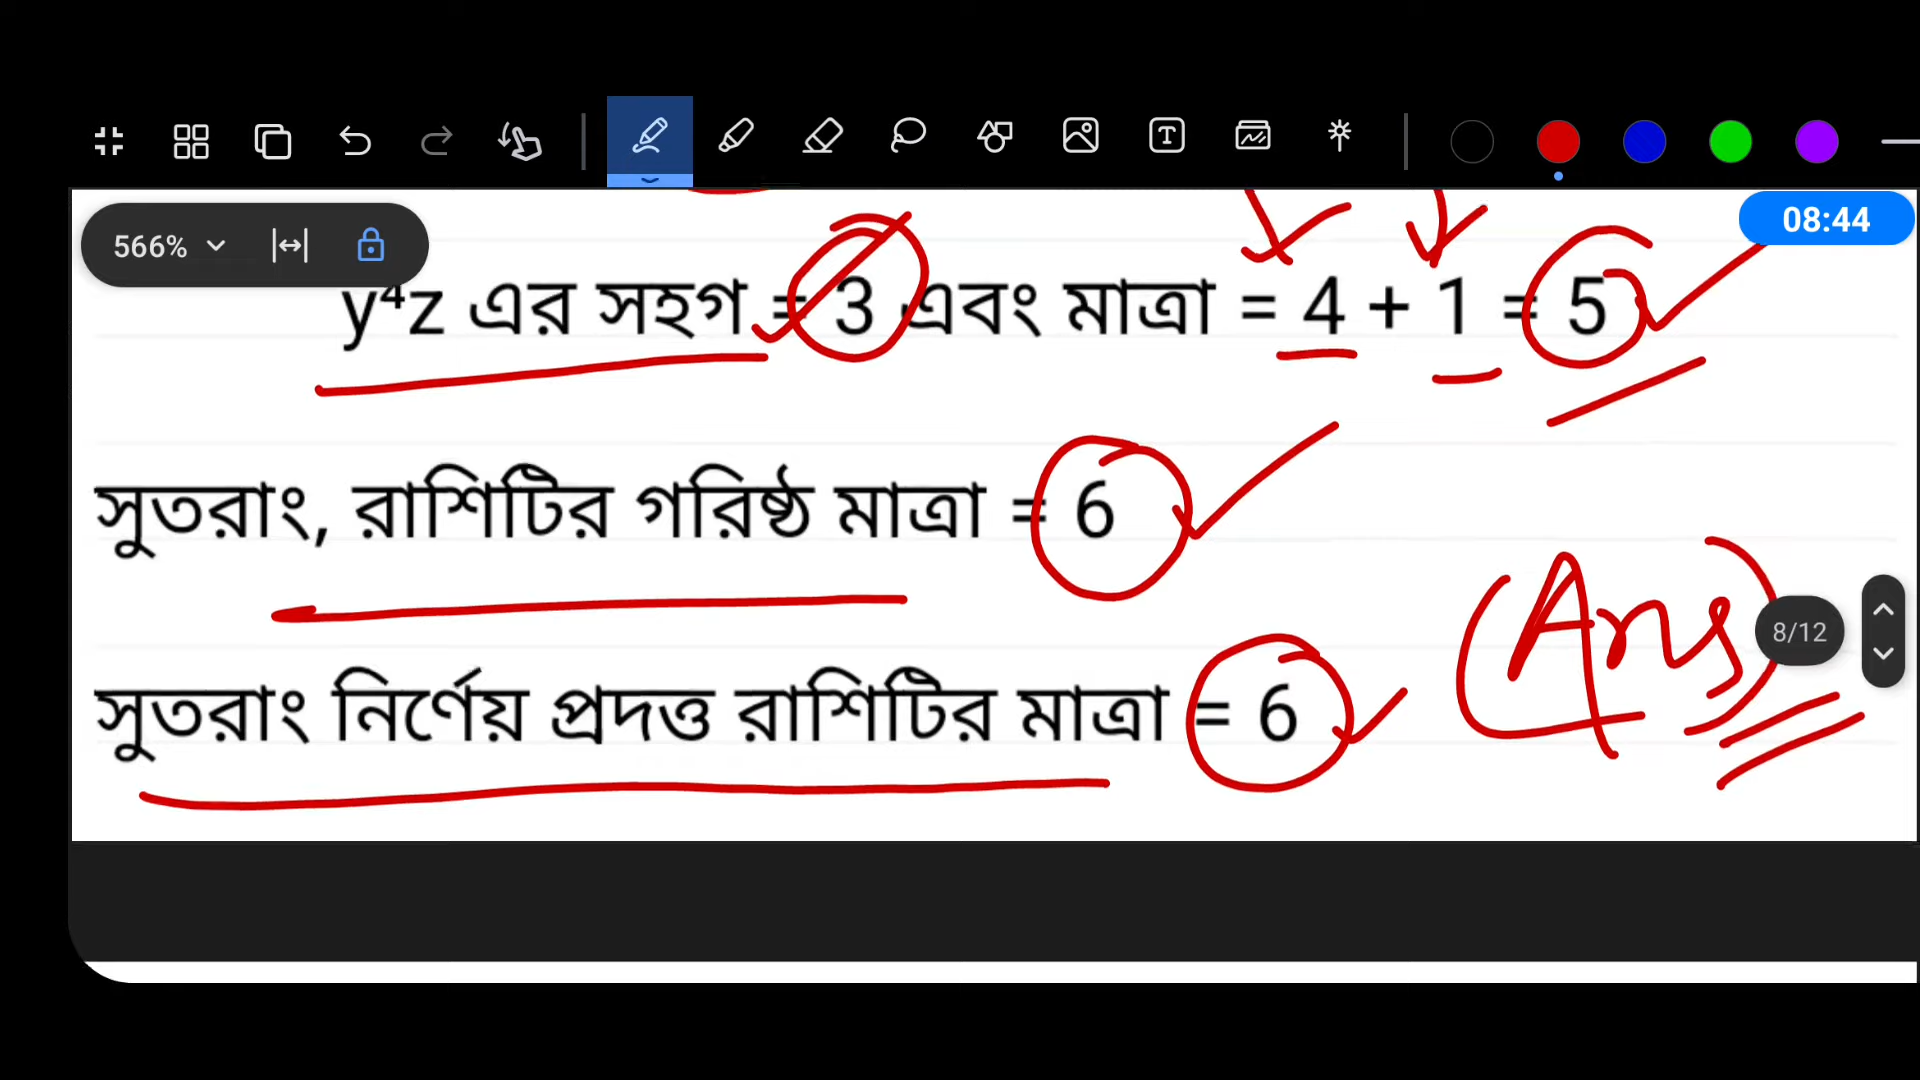 08:44
566%
y⁴z এর সহগ = 3 এবং মাত্রা = 4 + 1 = 5
সুতরাং, রাশিটির গরিষ্ঠ মাত্রা = 6
(Ans)
8/12
সুতরাং নির্ণেয় প্রদত্ত রাশিটির মাত্রা = 6